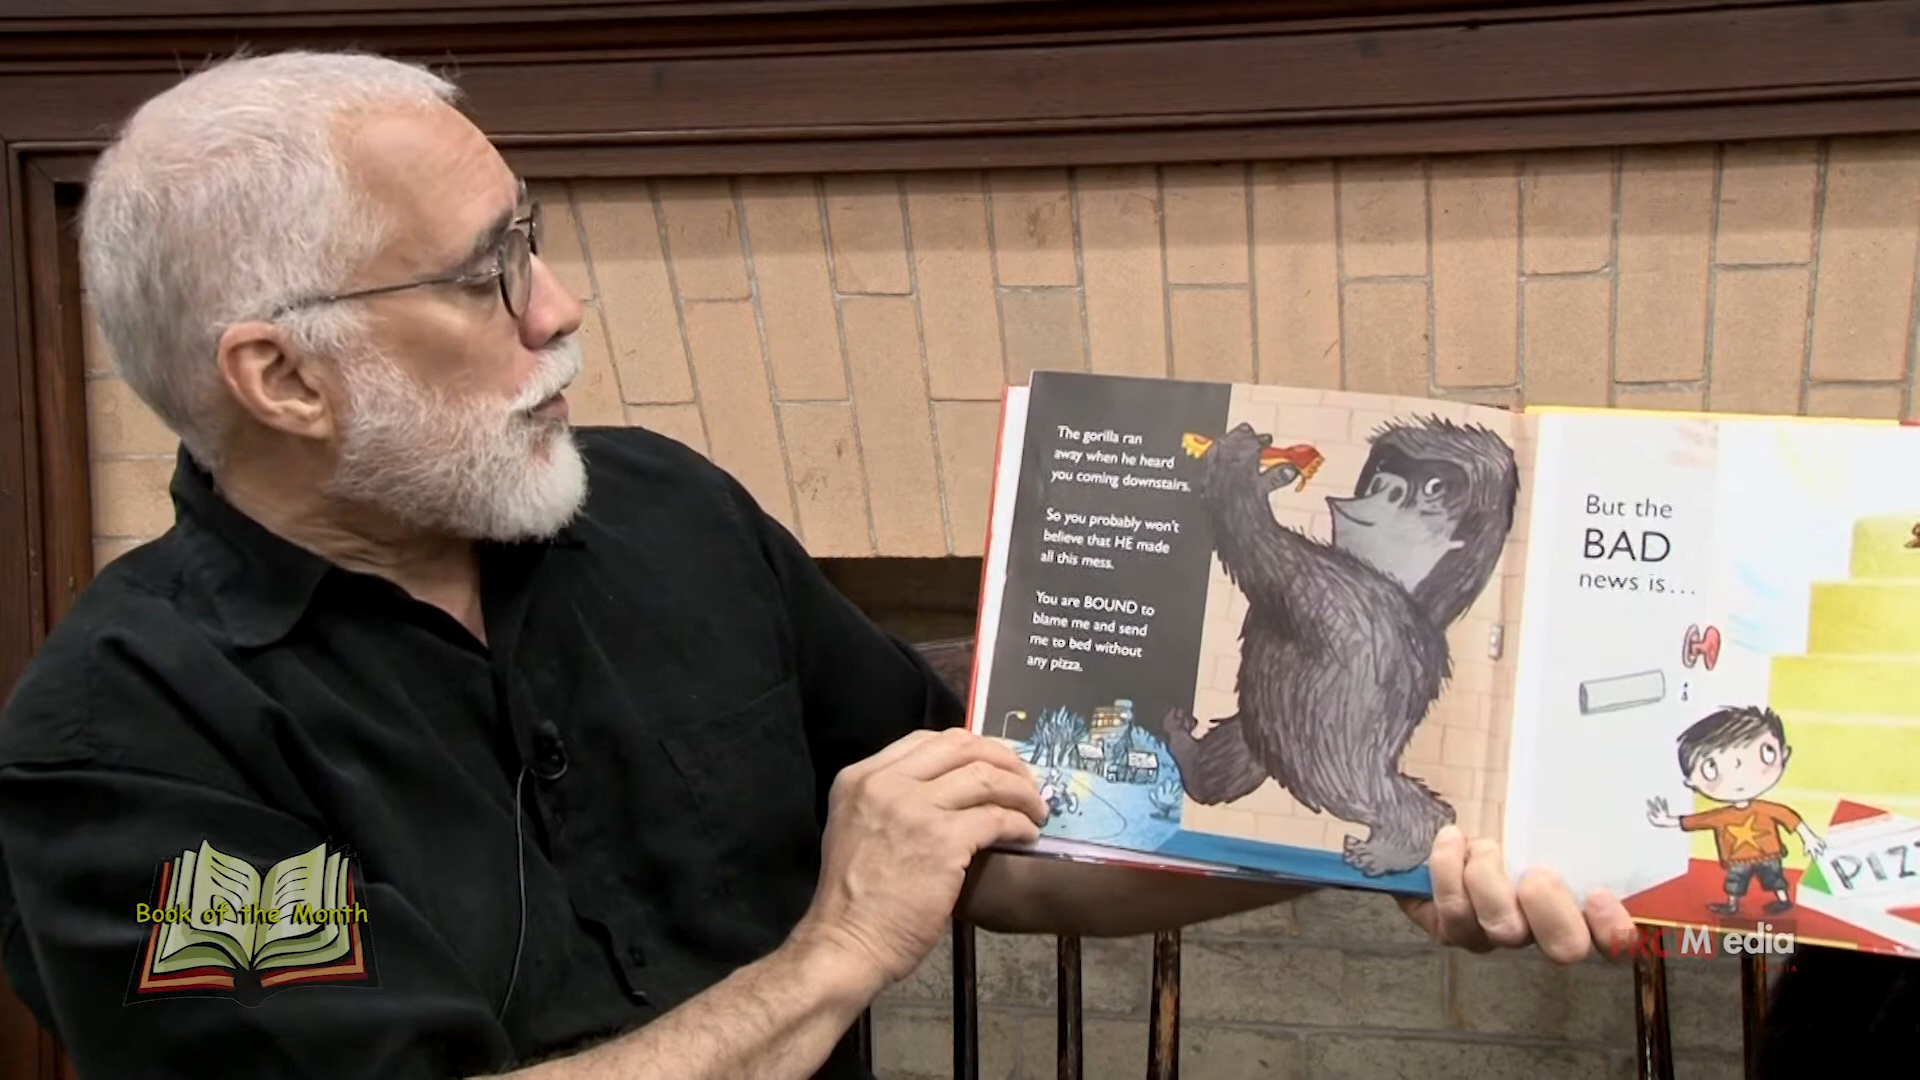 The gorilla ran
away when he heard
you coming downstairs.
So you probably won't
believe that HE made
all this mess.
You are BOUND to
blame me and send
me to bed without
any pizza.
But the
BAD
news is...
Book of the Month